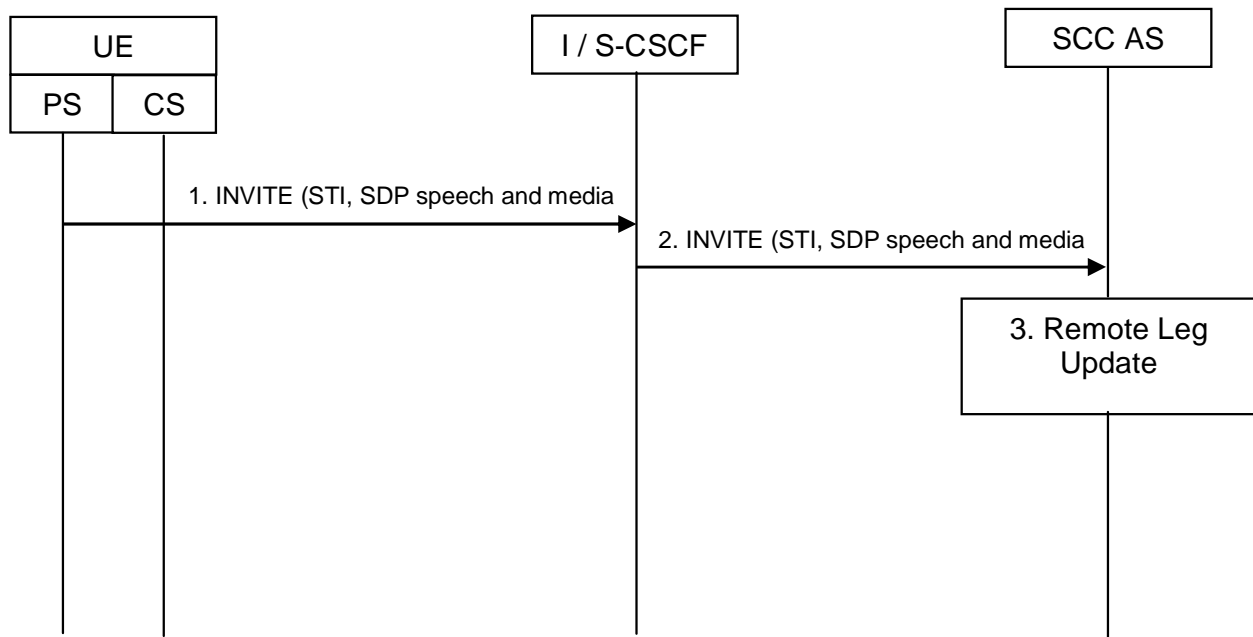 UE
I / S-CSCF
SCC AS
PS
CS
1. INVITE (STI, SDP speech and media
2. INVITE (STI, SDP speech and media
3. Remote Leg
Update